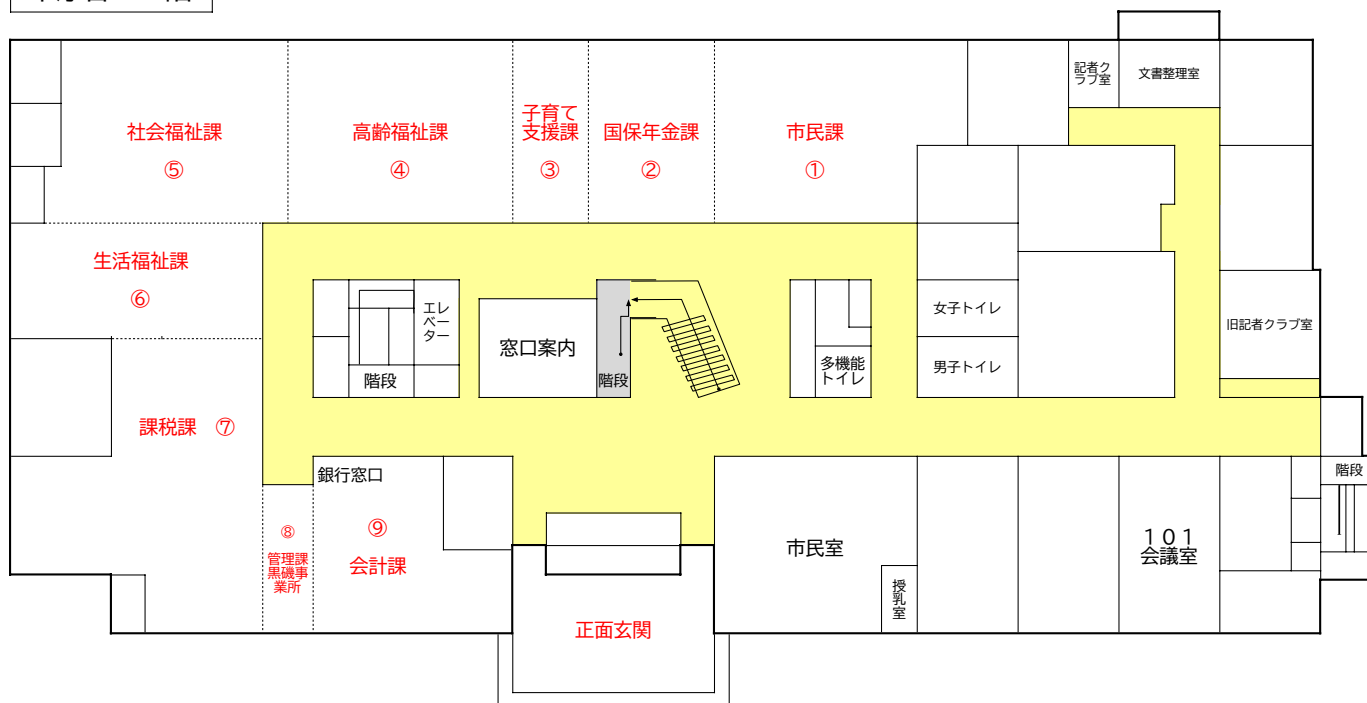 記者ク
ラブ室
文書整理室
社会福祉課
⑤
高齢福祉課
④
子育て
支援課
③
国保年金課
②
市民課
①
生活福祉課
⑥
エレ
ベー
ター
階段
窓口案内
階段
多機能
トイレ
女子トイレ
男子トイレ
旧記者クラブ室
課税課 ⑦
銀行窓口
⑧
管理課
黒磯事
業所
⑨
会計課
正面玄関
市民室
授乳室
101
会議室
階段